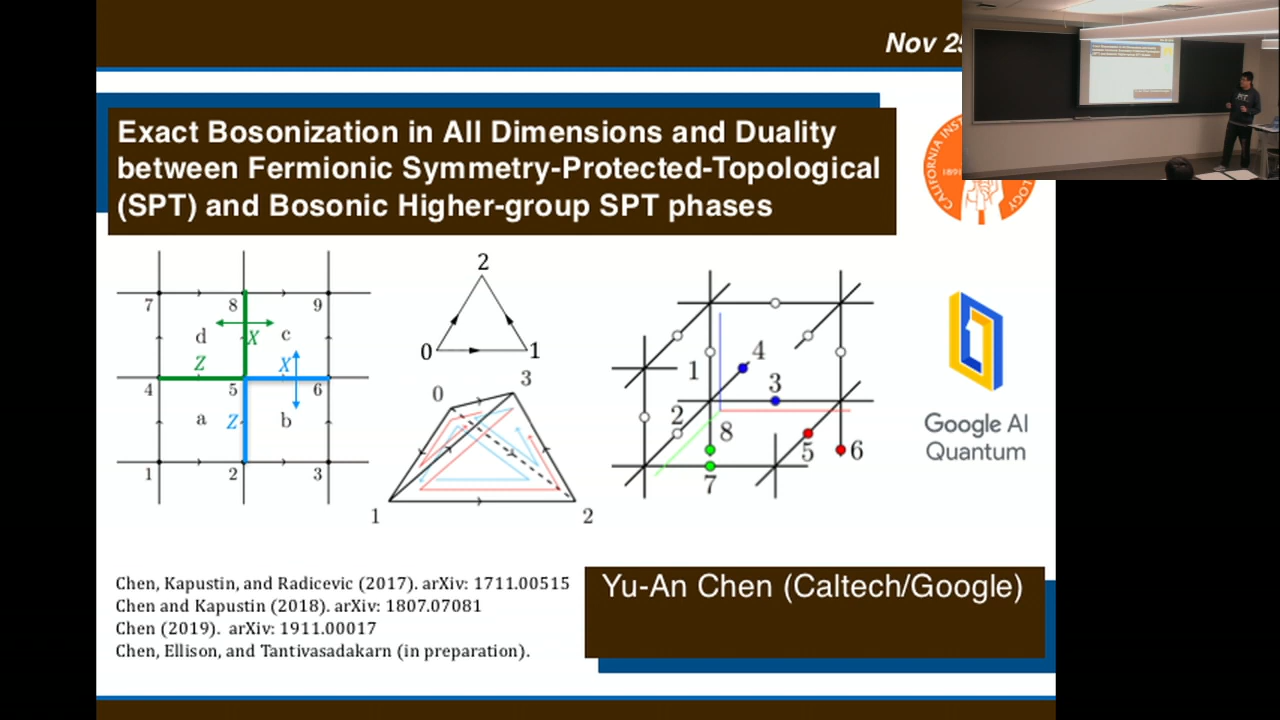 Nov 25
Exact Bosonization in All Dimensions and Duality
between Fermionic Symmetry-Protected-Topological
(SPT) and Bosonic Higher-group SPT phases
CALIFORNIA INST
1891
7
8
9
d
X
c
Z
X
4
5
6
a
Z
b
1
2
3
2
0
1
0
3
1
2
4
1
3
2
8
5
6
7
Google AI
Quantum
Chen, Kapustin, and Radicevic (2017). arXiv: 1711.00515
Chen and Kapustin (2018). arXiv: 1807.07081
Chen (2019). arXiv: 1911.00017
Chen, Ellison, and Tantivasadakarn (in preparation).
Yu-An Chen (Caltech/Google)